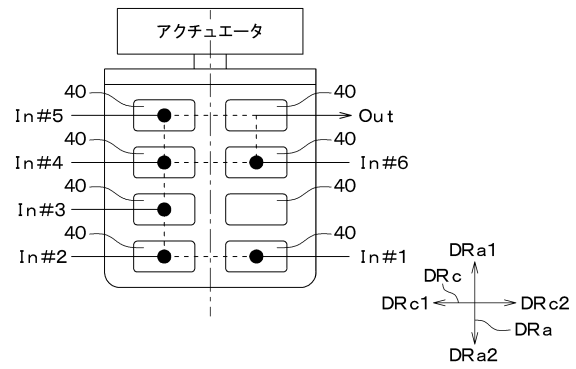 アクチュエータ
40 40
In#5 Out
40 40
In#4 In#6
40 40
In#3
40 40
In#2 In#1
DRa1
DRc
DRc1 DRc2
DRa
DRa2